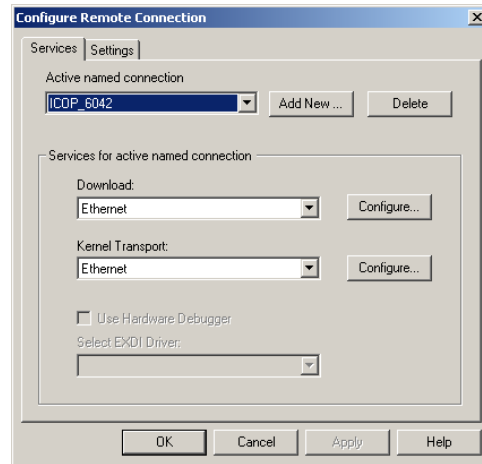 Configure Remote Connection
Services Settings
Active named connection
ICOP_6042 Add New ... Delete
Services for active named connection
Download:
Ethernet Configure...
Kernel Transport:
Ethernet Configure...
Use Hardware Debugger
Select EXDI Driver:
OK Cancel Apply Help